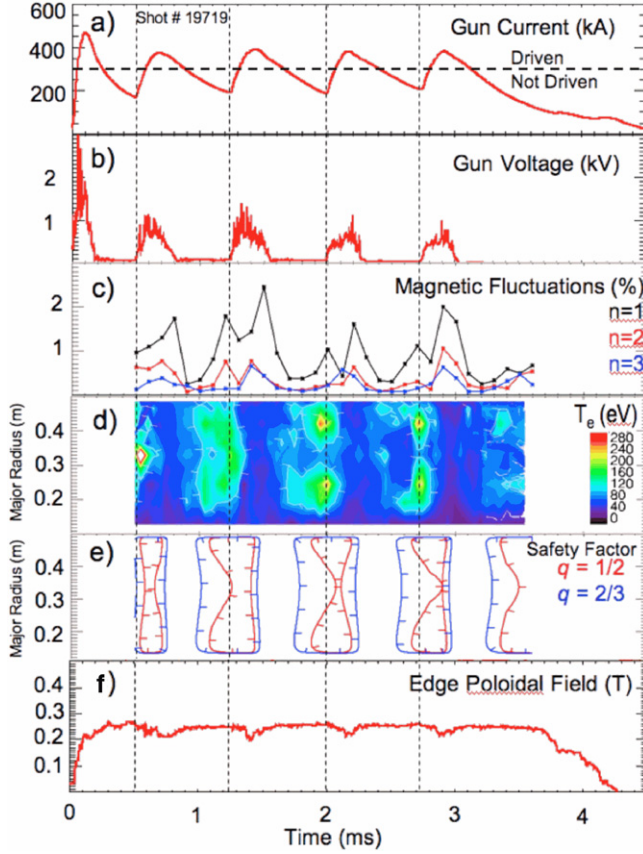 a) Shot # 19719 Gun Current (kA)
600
400
200
Driven
Not Driven
b) Gun Voltage (kV)
2
1
c) Magnetic Fluctuations (%)
2
1
n=1
n=2
n=3
d) Major Radius (m)
0.4
0.3
0.2
Te (eV)
280
240
200
160
120
80
40
0
e) Major Radius (m)
0.4
0.3
0.2
Safety Factor
q = 1/2
q = 2/3
f) Edge Poloidal Field (T)
0.4
0.3
0.2
0.1
0 1 2 3 4
Time (ms)